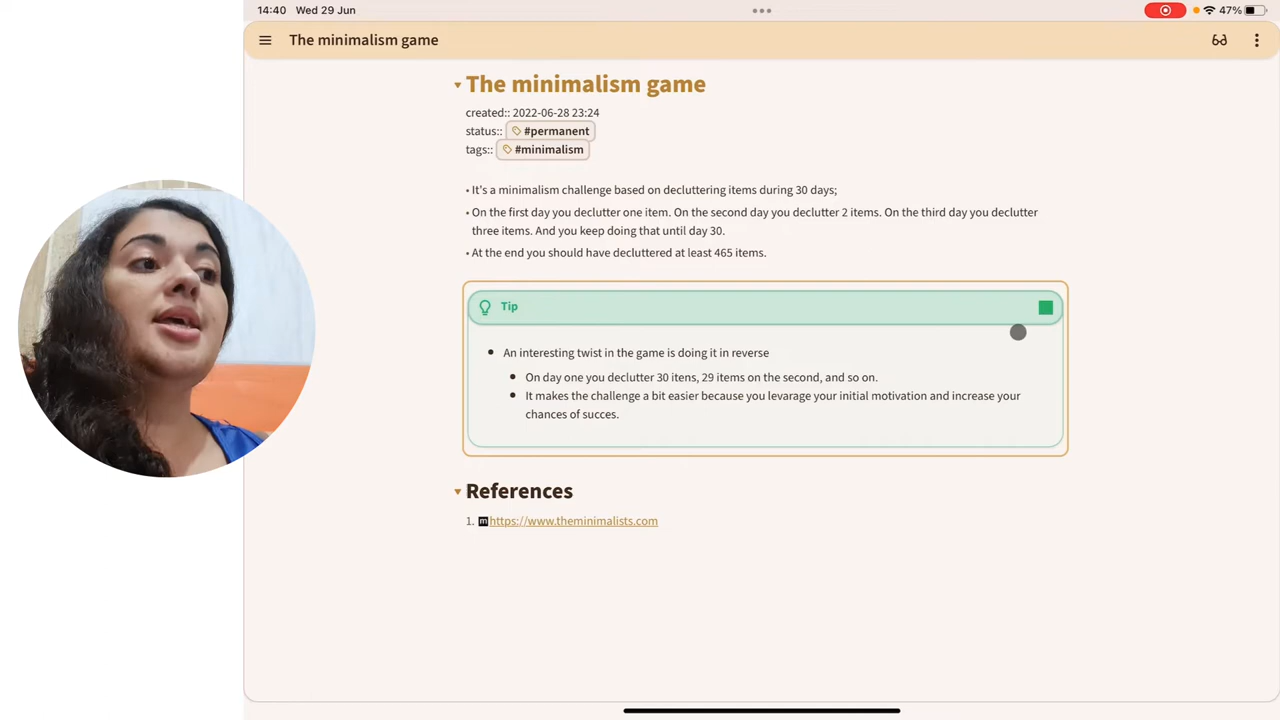 14:40 Wed 29 Jun
47%
The minimalism game
The minimalism game
created:: 2022-06-28 23:24
status:: #permanent
tags:: #minimalism
• It's a minimalism challenge based on decluttering items during 30 days;
• On the first day you declutter one item. On the second day you declutter 2 items. On the third day you declutter
three items. And you keep doing that until day 30.
• At the end you should have decluttered at least 465 items.
Tip
• An interesting twist in the game is doing it in reverse
• On day one you declutter 30 itens, 29 items on the second, and so on.
• It makes the challenge a bit easier because you levarage your initial motivation and increase your
chances of succes.
References
1. m https://www.theminimalists.com